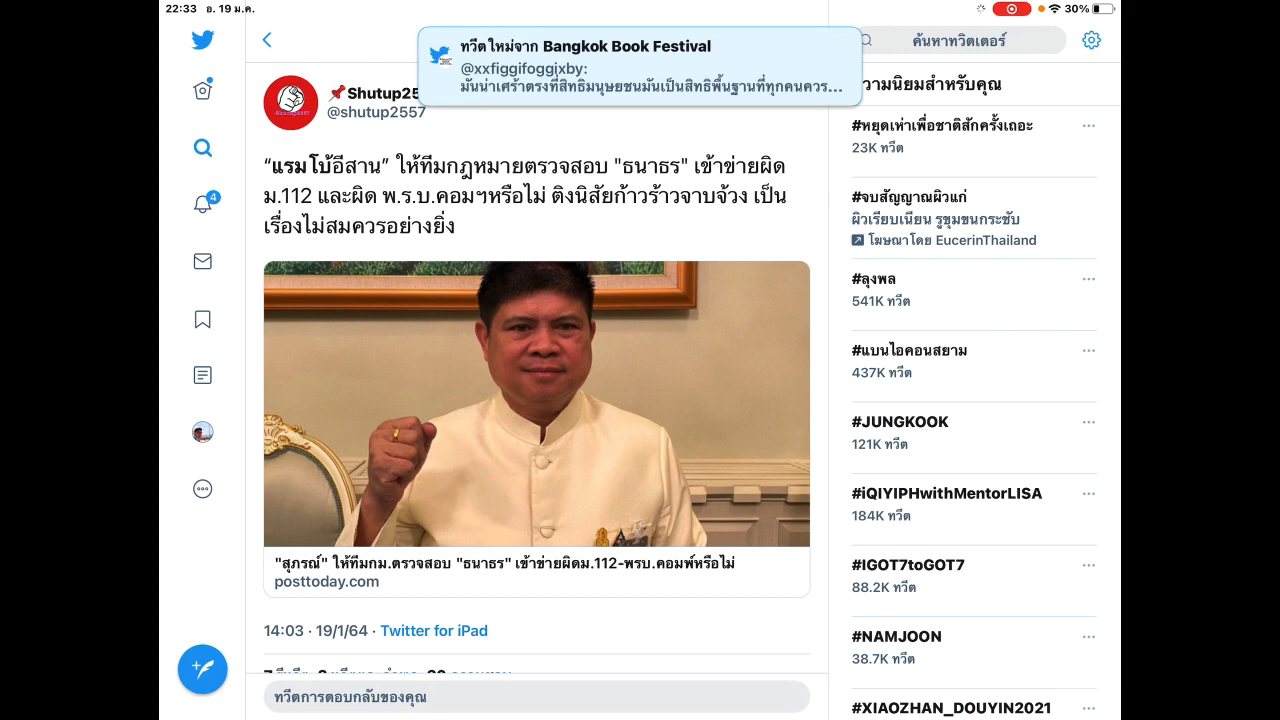 22:33 อ. 19 ม.ค.
30%
ทวีตใหม่จาก Bangkok Book Festival
@xxfiggifoggixby:
มันน่าเศร้าตรงที่สิทธิมนุษยชนมันเป็นสิทธิพื้นฐานที่ทุกคนควร...
4
📌Shutup25
@shutup2557
“แรมโบ้อีสาน” ให้ทีมกฎหมายตรวจสอบ "ธนาธร" เข้าข่ายผิด
ม.112 และผิด พ.ร.บ.คอมฯหรือไม่ ติงนิสัยก้าวร้าวจาบจ้วง เป็น
เรื่องไม่สมควรอย่างยิ่ง
"สุภรณ์" ให้ทีมกม.ตรวจสอบ "ธนาธร" เข้าข่ายผิดม.112-พรบ.คอมพ์หรือไม่
posttoday.com
14:03 · 19/1/64 · Twitter for iPad
ทวีตการตอบกลับของคุณ
ค้นหาทวิตเตอร์
วามนิยมสำหรับคุณ
#หยุดเห่าเพื่อชาติสักครั้งเถอะ
23K ทวีต
#จบสัญญาณผิวแก่
ผิวเรียบเนียน รูขุมขนกระชับ
โฆษณาโดย EucerinThailand
#ลุงพล
541K ทวีต
#แบนไอคอนสยาม
437K ทวีต
#JUNGKOOK
121K ทวีต
#iQIYIPHwithMentorLISA
184K ทวีต
#IGOT7toGOT7
88.2K ทวีต
#NAMJOON
38.7K ทวีต
#XIAOZHAN_DOUYIN2021